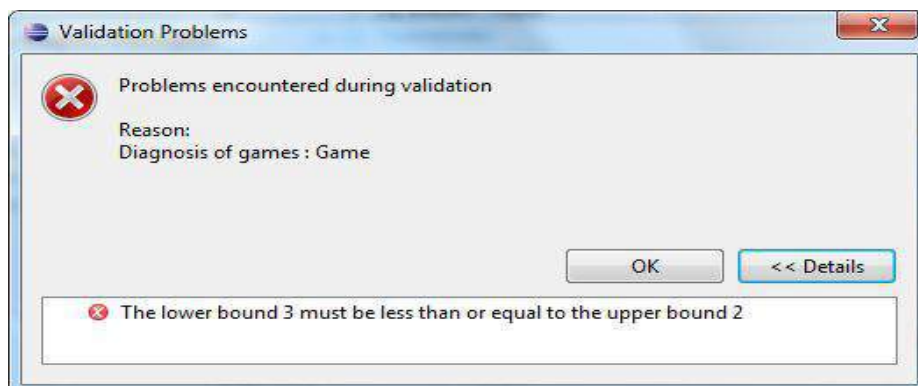 Validation Problems
Problems encountered during validation
Reason:
Diagnosis of games : Game
OK
<< Details
The lower bound 3 must be less than or equal to the upper bound 2